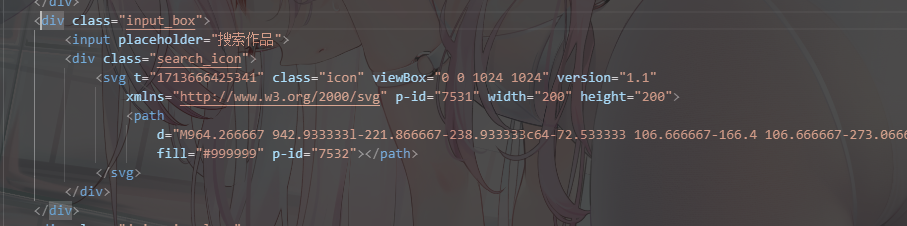 </div>
<div class="input_box">
<input placeholder="搜索作品">
<div class="search_icon">
<svg t="1713666425341" class="icon" viewBox="0 0 1024 1024" version="1.1"
xmlns="http://www.w3.org/2000/svg" p-id="7531" width="200" height="200">
<path
d="M964.266667 942.933333l-221.866667-238.933333c64-72.533333 106.666667-166.4 106.666667-273.0666
fill="#999999" p-id="7532"></path>
</svg>
</div>
</div>